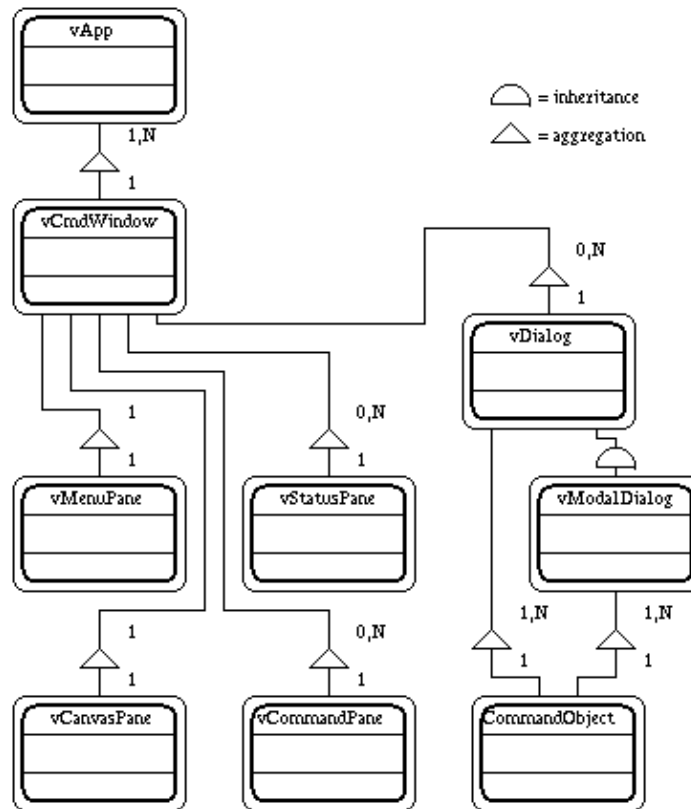 vApp
= inheritance
1,N
= aggregation
1
vCmdWindow
0,N
1
vDialog
1
0,N
1
1
vMenuPane
vStatusPane
vModalDialog
1
0,N
1,N
1,N
1
1
1
1
vCanvasPane
vCommandPane
CommandObject